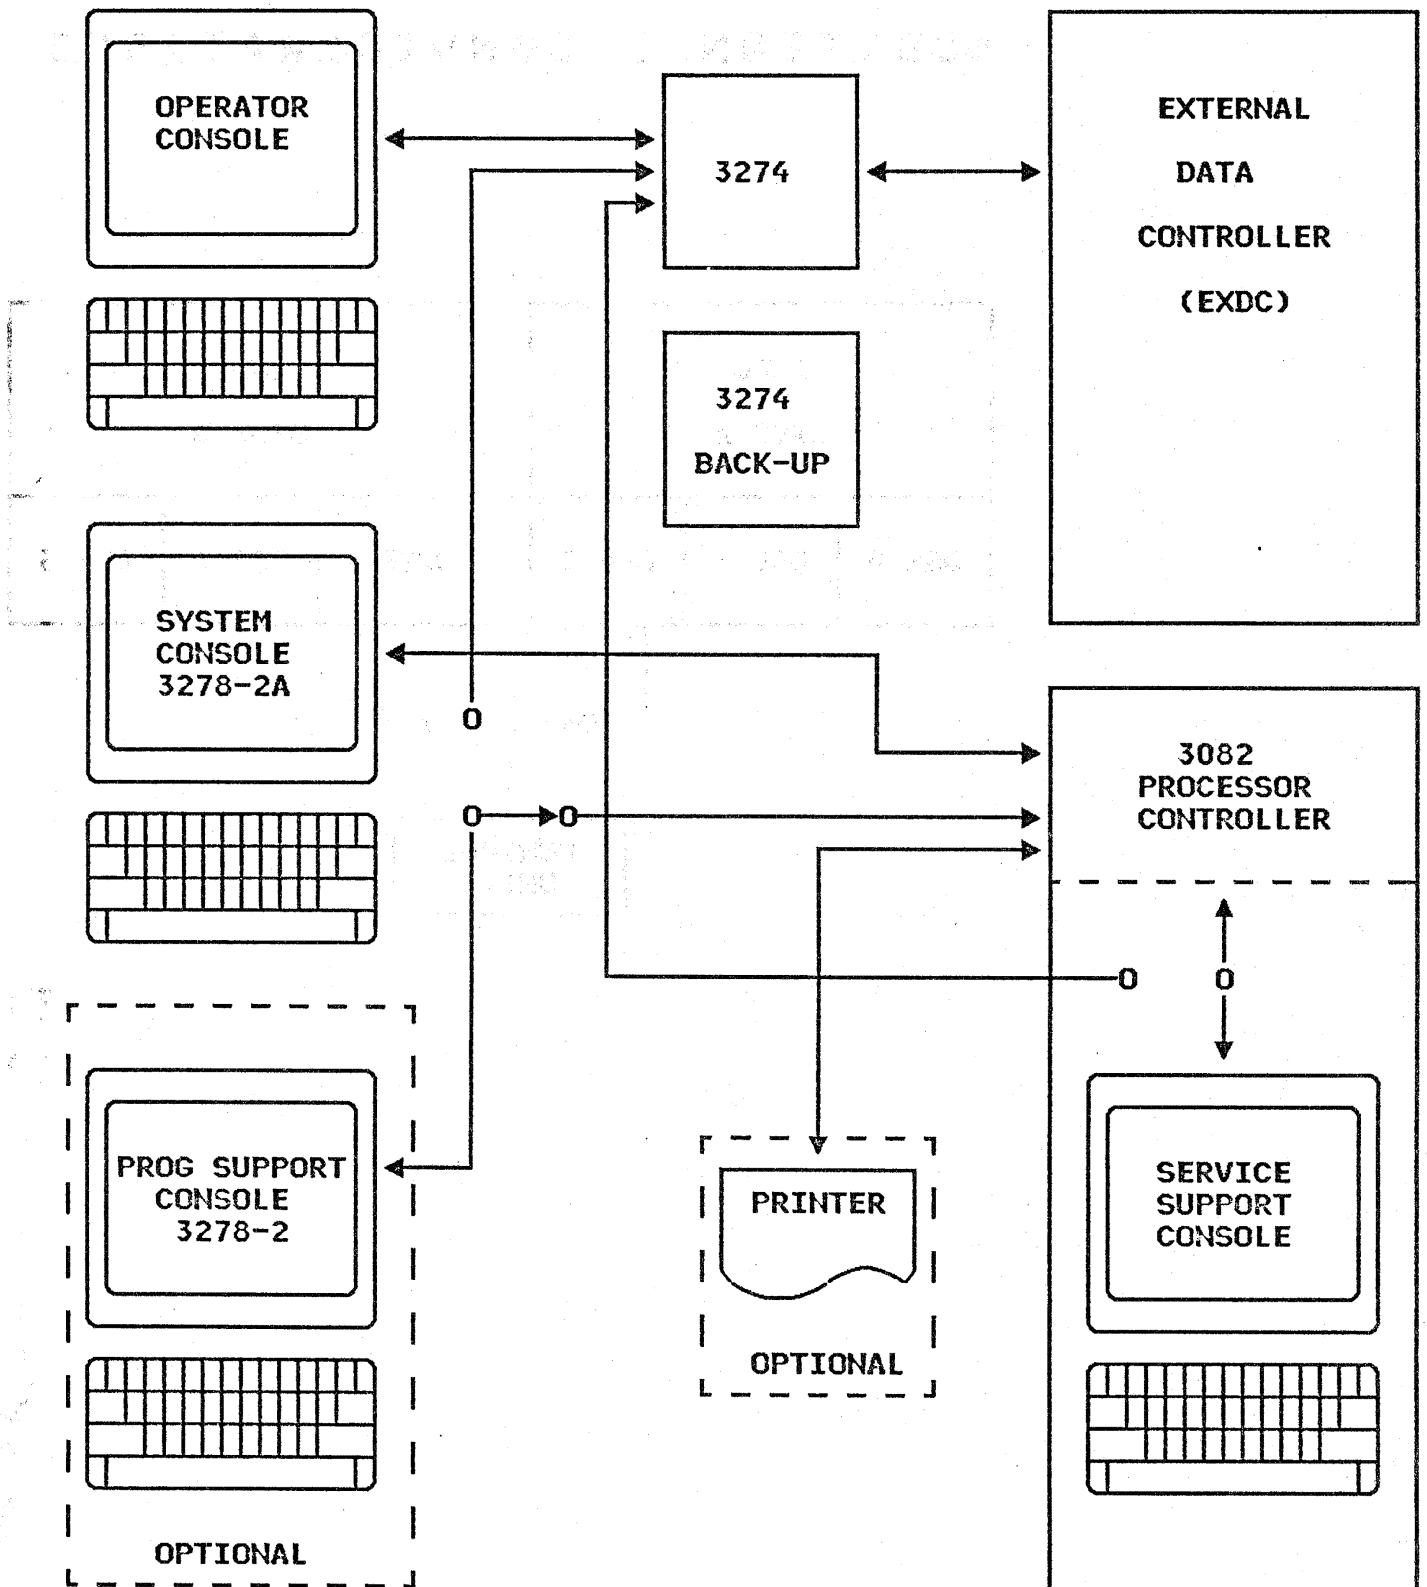 OPERATOR
CONSOLE
3274
EXTERNAL
DATA
CONTROLLER
(EXDC)
3274
BACK-UP
SYSTEM
CONSOLE
3278-2A
O
O
O
3082
PROCESSOR
CONTROLLER
O
O
PROG SUPPORT
CONSOLE
3278-2
OPTIONAL
PRINTER
OPTIONAL
SERVICE
SUPPORT
CONSOLE